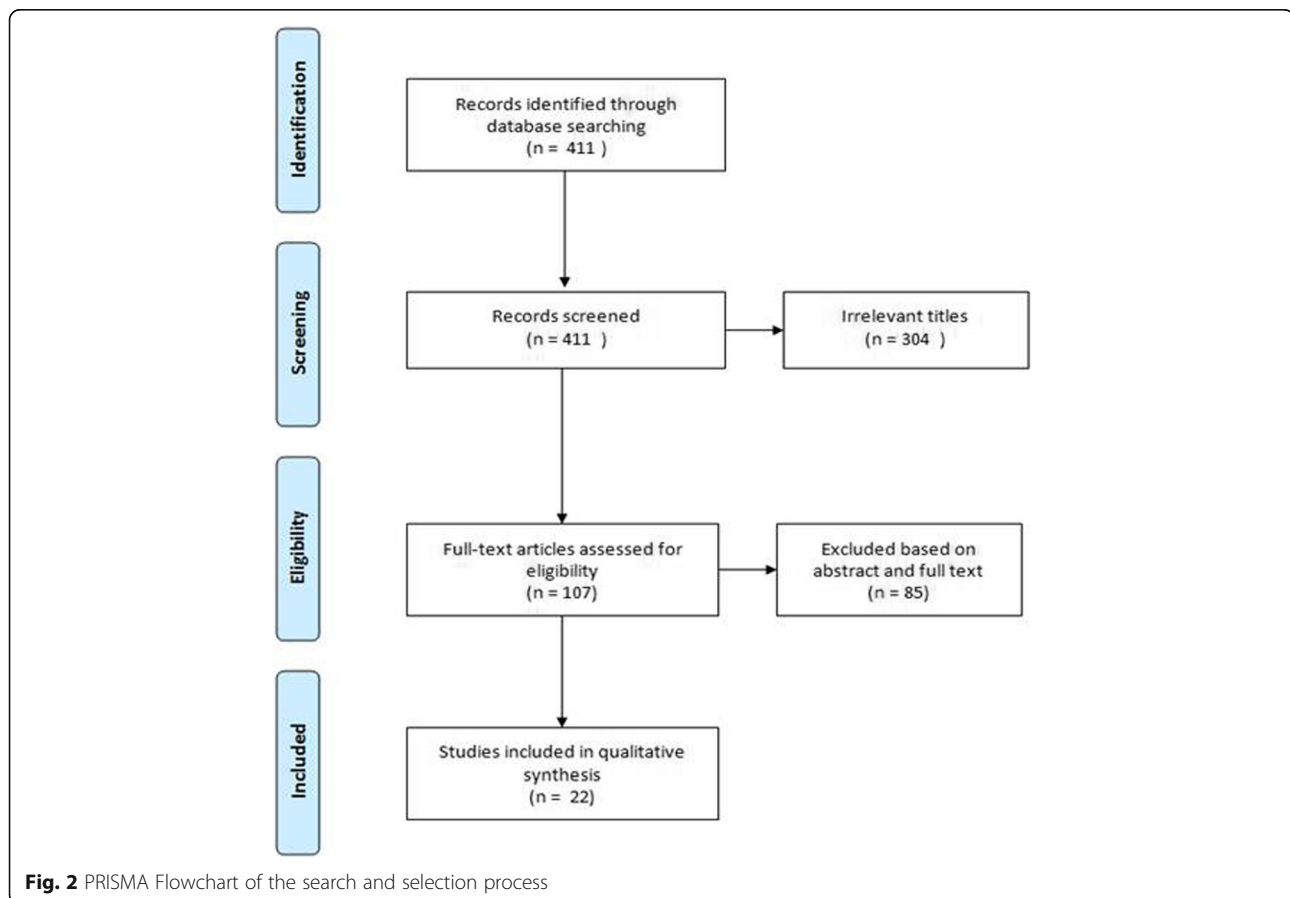 Identification
Records identified through
database searching
(n = 411 )
Screening
Records screened
(n = 411 )
Irrelevant titles
(n = 304 )
Eligibility
Full-text articles assessed for
eligibility
(n = 107)
Excluded based on
abstract and full text
(n = 85)
Included
Studies included in qualitative
synthesis
(n = 22)
Fig. 2 PRISMA Flowchart of the search and selection process